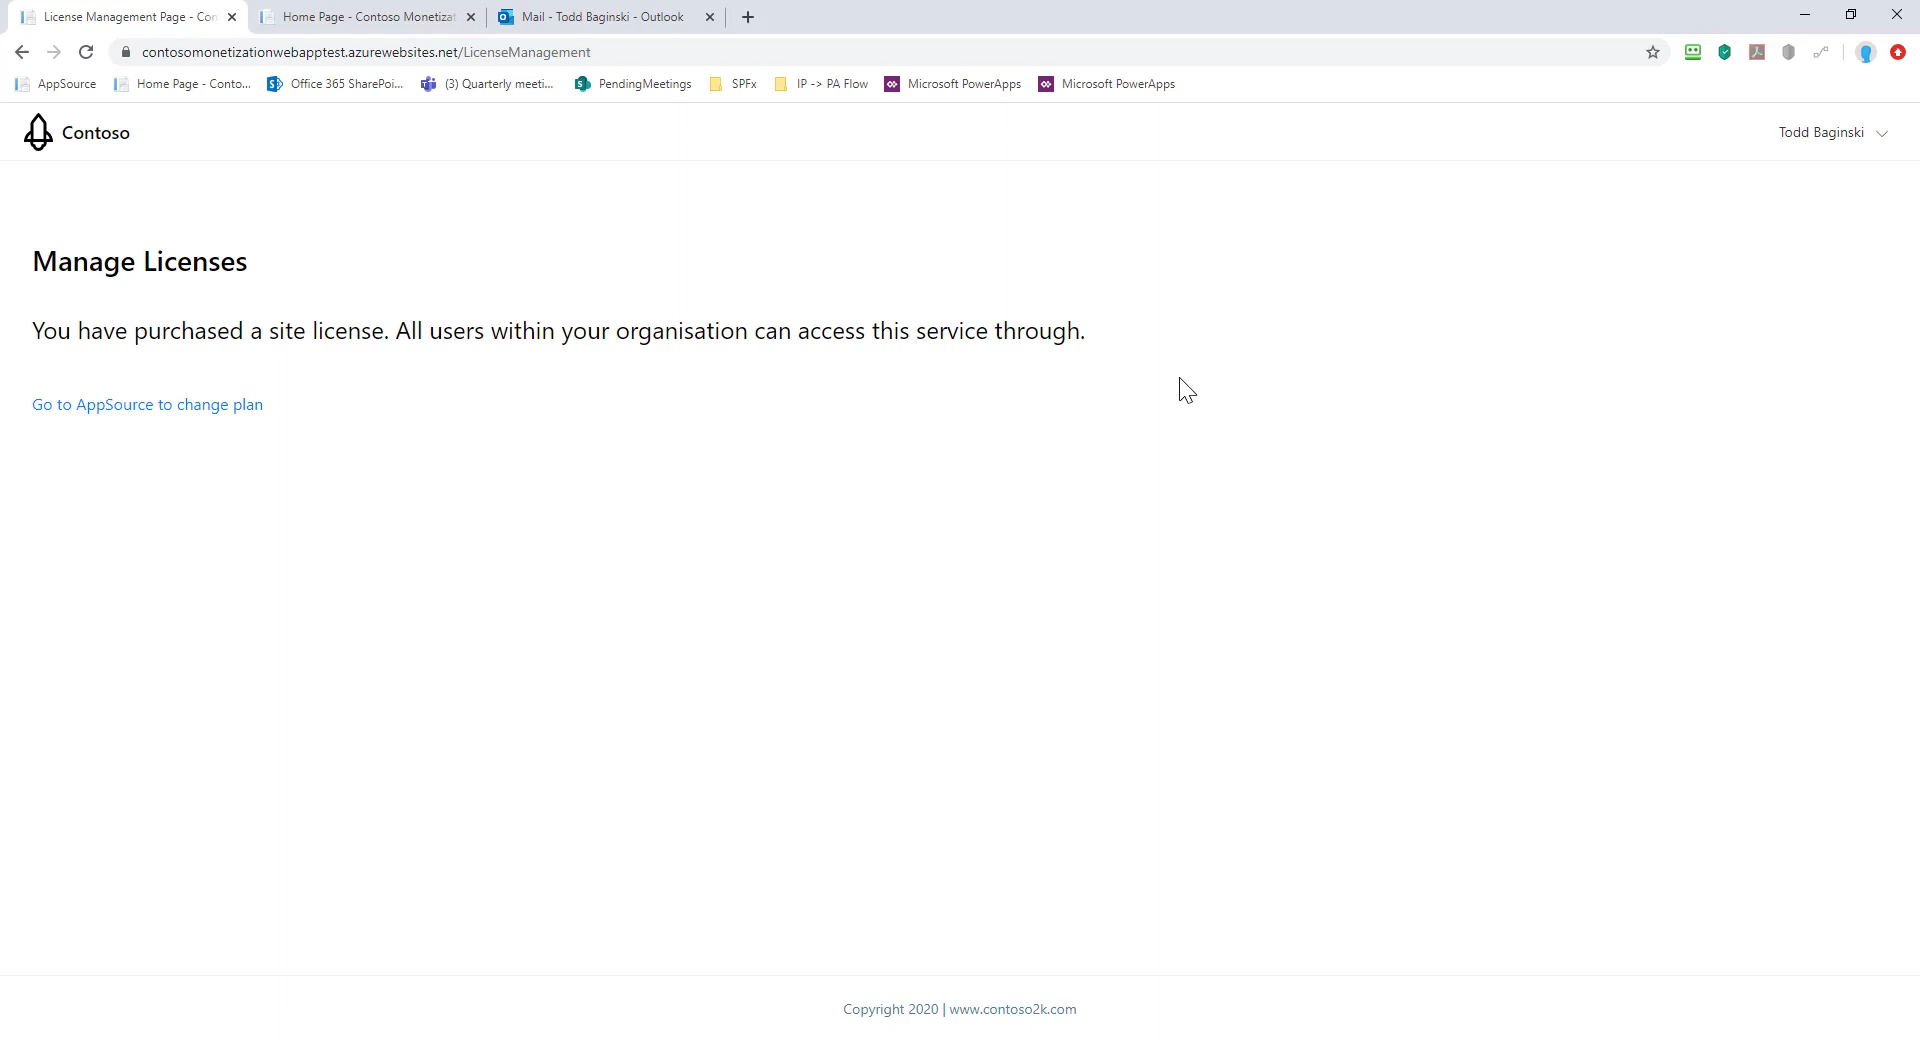 License Management Page - Con
Home Page - Contoso Monetizat
Mail - Todd Baginski - Outlook
contosomonetizationwebapptest.azurewebsites.net/LicenseManagement
AppSource
Home Page - Conto...
Office 365 SharePoi...
(3) Quarterly meeti...
PendingMeetings
SPFx
IP -> PA Flow
Microsoft PowerApps
Microsoft PowerApps
Contoso
Todd Baginski
Manage Licenses
You have purchased a site license. All users within your organisation can access this service through.
Go to AppSource to change plan
Copyright 2020 | www.contoso2k.com